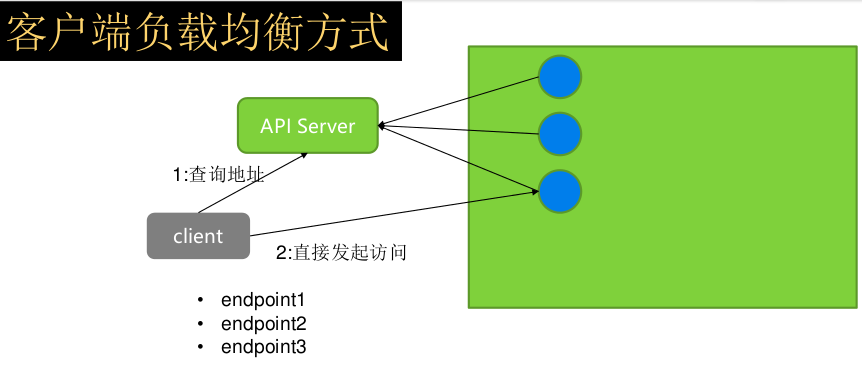 客户端负载均衡方式
API Server
1:查询地址
client
2:直接发起访问
• endpoint1
• endpoint2
• endpoint3